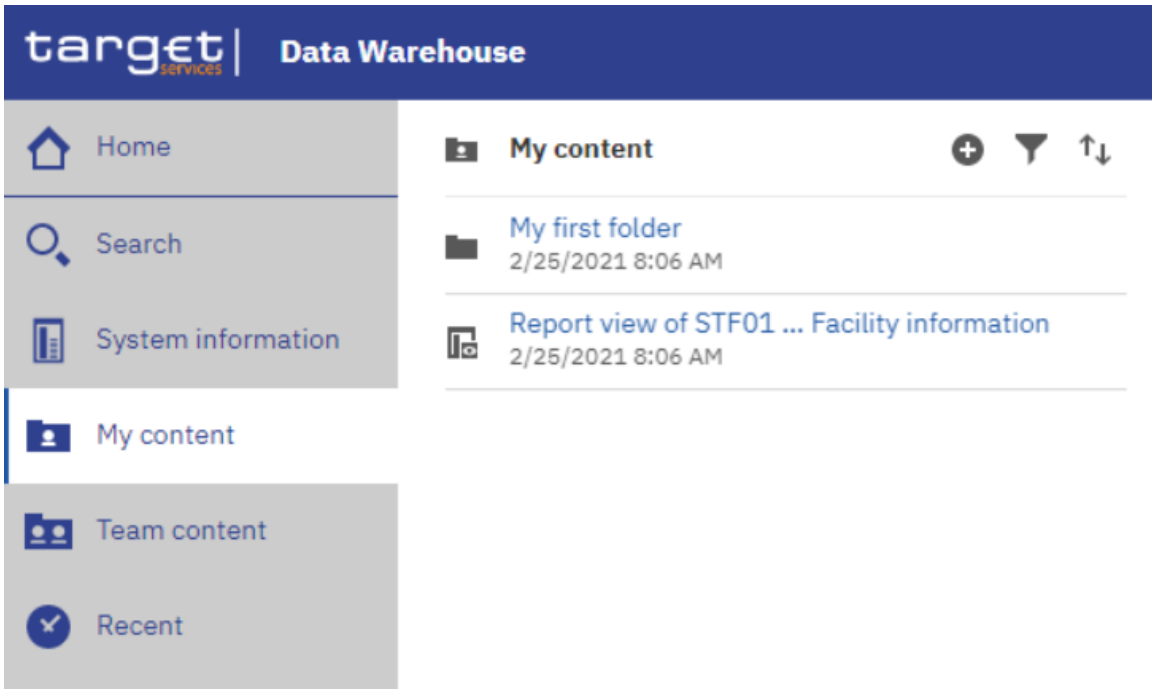 target services | Data Warehouse
Home
Search
System information
My content
Team content
Recent
My content
My first folder
2/25/2021 8:06 AM
Report view of STF01 ... Facility information
2/25/2021 8:06 AM